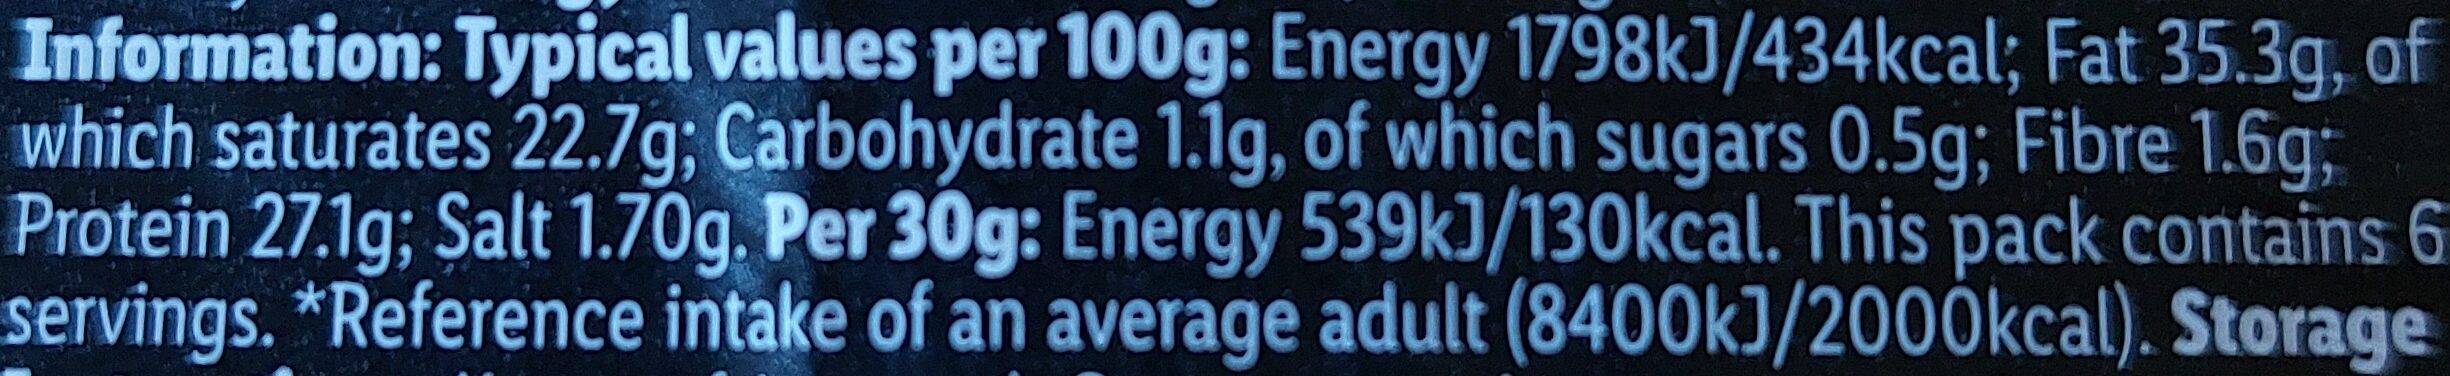 Information: Typical values per 100g: Energy 1798kJ/434kcal; Fat 35.3g, of
which saturates 22.7g; Carbohydrate 1.1g, of which sugars 0.5g; Fibre 1.6g;
Protein 27.1g; Salt 1.70g. Per 30g: Energy 539kJ/130kcal. This pack contains 6
servings. *Reference intake of an average adult (8400kJ/2000kcal). Storage